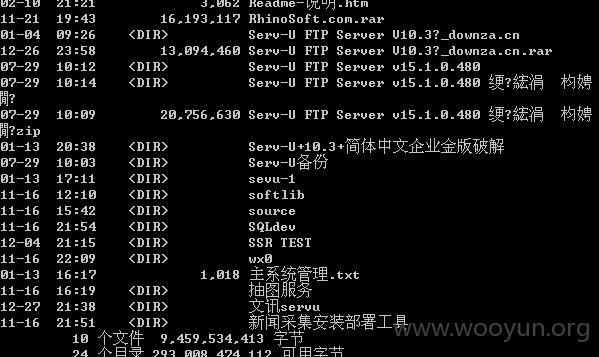 02-10  21:21             3,062 Readme-说明.htm
11-21  19:43        16,193,117 RhinoSoft.com.rar
01-04  09:26    <DIR>          Serv-U FTP Server V10.3?_downza.cn
12-26  23:58        13,094,460 Serv-U FTP Server V10.3?_downza.cn.rar
07-29  10:12    <DIR>          Serv-U FTP Server v15.1.0.480
07-29  10:14    <DIR>          Serv-U FTP Server v15.1.0.480 绠?綋涓 枃娉
閸?
07-29  10:09        20,756,630 Serv-U FTP Server v15.1.0.480 绠?綋涓 枃娉
閸?zip
01-13  20:38    <DIR>          Serv-U+10.3+简体中文企业金版破解
07-29  10:03    <DIR>          Serv-U备份
01-13  17:11    <DIR>          sevu-1
11-16  12:10    <DIR>          softlib
11-16  15:42    <DIR>          source
11-16  21:54    <DIR>          SQLdev
12-04  21:15    <DIR>          SSR TEST
11-16  22:09    <DIR>          wx0
01-13  16:17             1,018 主系统管理.txt
11-16  16:19    <DIR>          抽图服务
12-27  21:38    <DIR>          文讯servu
11-16  21:51    <DIR>          新闻采集安装部署工具
10 个文件  9,459,534,413 字节
24 个目录 293,008,474,112 可用字节
www.wooyun.org